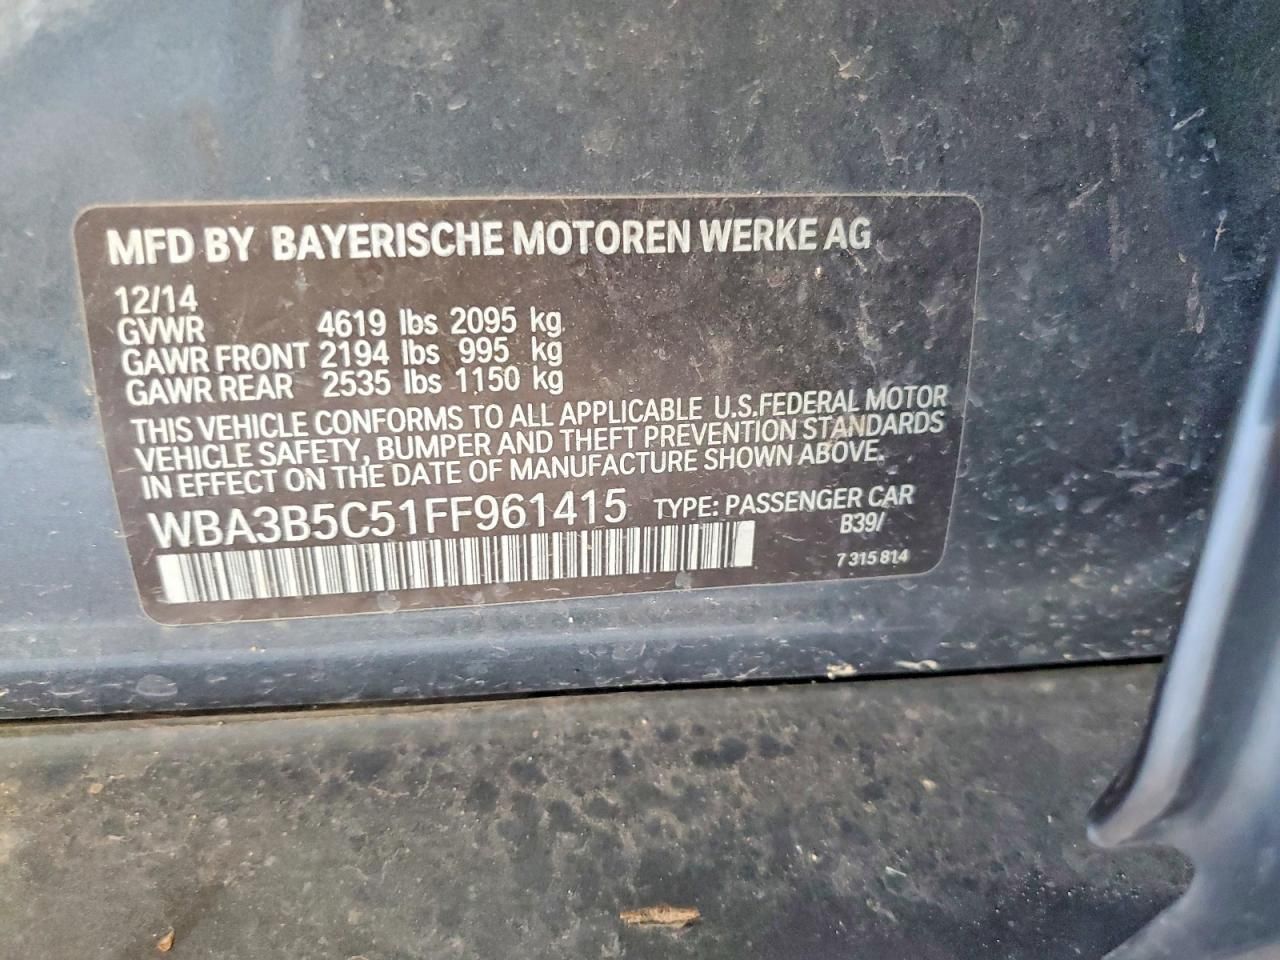 MFD BY BAYERISCHE MOTOREN WERKE AG
12/14
GVWR 4619 lbs 2095 kg
GAWR FRONT 2194 lbs 995 kg
GAWR REAR 2535 lbs 1150 kg
THIS VEHICLE CONFORMS TO ALL APPLICABLE U.S.FEDERAL MOTOR
VEHICLE SAFETY, BUMPER AND THEFT PREVENTION STANDARDS
IN EFFECT ON THE DATE OF MANUFACTURE SHOWN ABOVE.
WBA3B5C51FF961415 TYPE: PASSENGER CAR
B39/
7 315 814